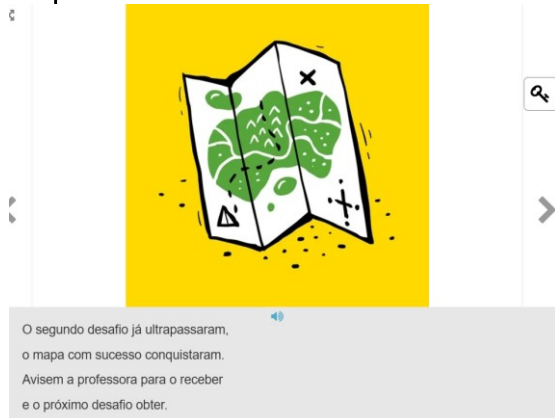 O segundo desafio já ultrapassaram,
o mapa com sucesso conquistaram.
Avisem a professora para o receber
e o próximo desafio obter.